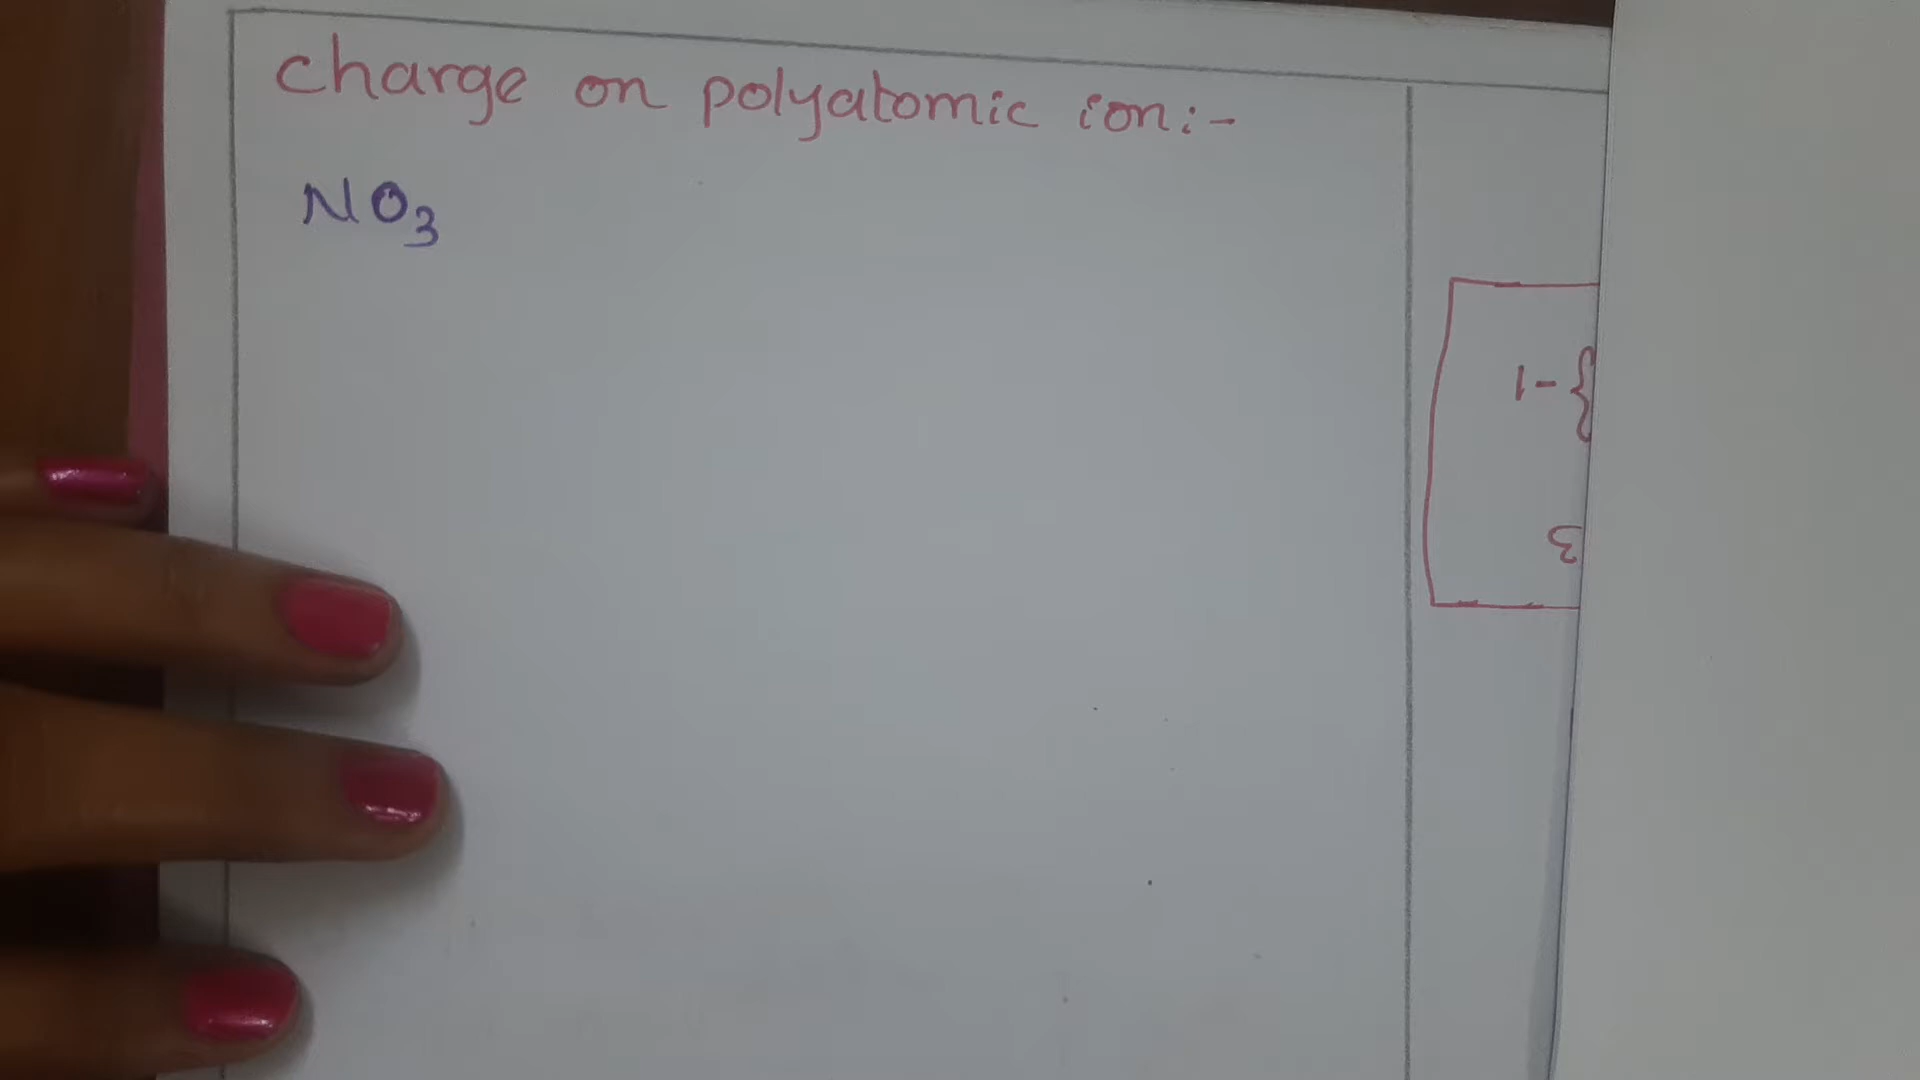 charge on polyatomic ion:-
NO₃
} -1
3